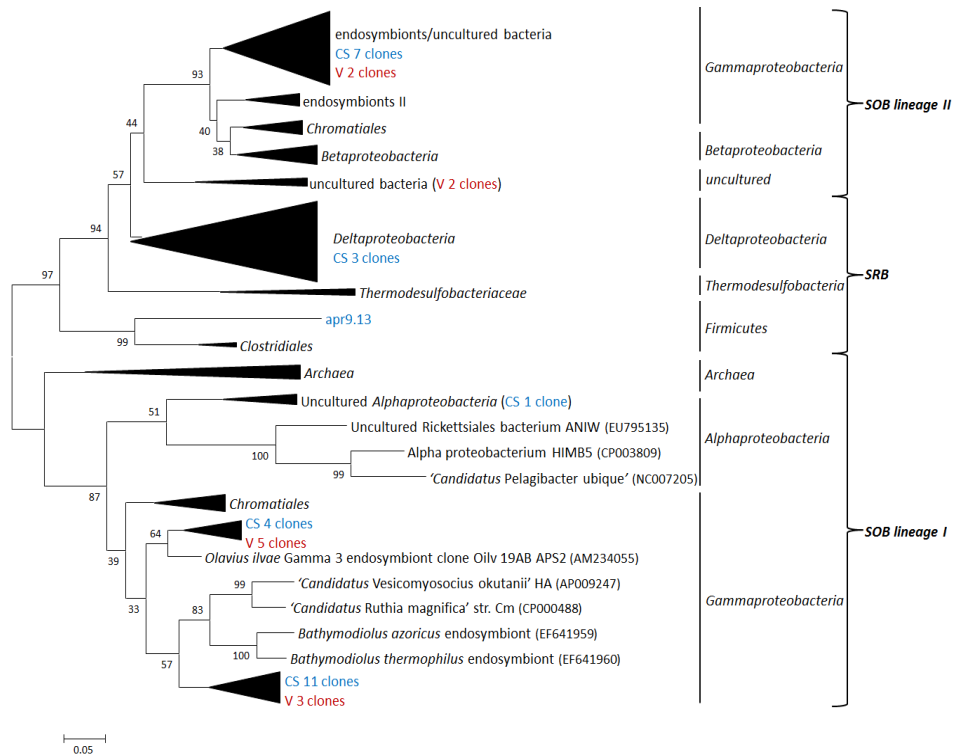 endosymbionts/uncultured bacteria
CS 7 clones
V 2 clones
93
Gammaproteobacteria
endosymbionts II
SOB lineage II
44
40
Chromatiales
38
Betaproteobacteria
Betaproteobacteria
57
uncultured bacteria (V 2 clones)
uncultured
94
Deltaproteobacteria
CS 3 clones
Deltaproteobacteria
97
SRB
Thermodesulfobacteriaceae
Thermodesulfobacteria
apr9.13
Firmicutes
99
Clostridiales
Archaea
Archaea
51
Uncultured Alphaproteobacteria (CS 1 clone)
Uncultured Rickettsiales bacterium ANIW (EU795135)
Alphaproteobacteria
100
Alpha proteobacterium HIMB5 (CP003809)
99
‘Candidatus Pelagibacter ubique’ (NC007205)
87
Chromatiales
CS 4 clones
V 5 clones
64
SOB lineage I
39
Olavius ilvae Gamma 3 endosymbiont clone Oilv 19AB APS2 (AM234055)
99
‘Candidatus Vesicomyosocius okutanii’ HA (AP009247)
33
‘Candidatus Ruthia magnifica’ str. Cm (CP000488)
Gammaproteobacteria
83
Bathymodiolus azoricus endosymbiont (EF641959)
100
Bathymodiolus thermophilus endosymbiont (EF641960)
57
CS 11 clones
V 3 clones
0.05